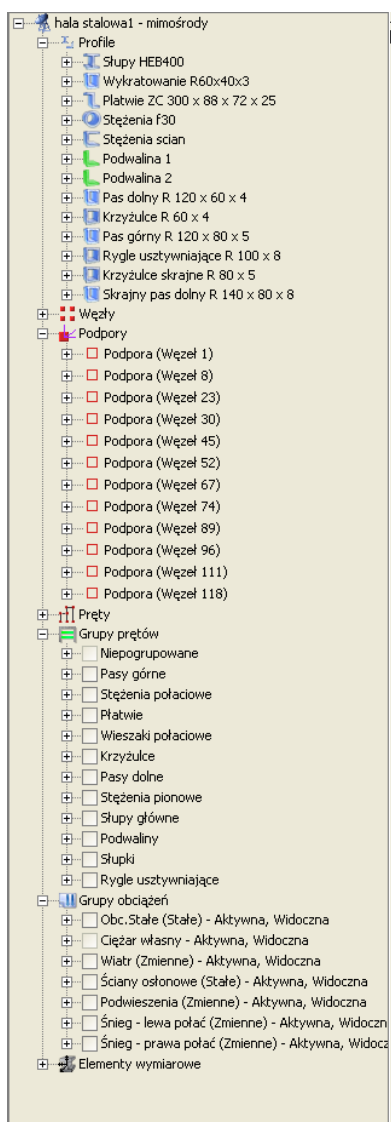 hala stalowa1 - mimośrody
Profile
Słupy HEB400
Wykratowanie R60x40x3
Płatwie ZC 300 x 88 x 72 x 25
Stężenia f30
Stężenia scian
Podwalina 1
Podwalina 2
Pas dolny R 120 x 60 x 4
Krzyżulce R 60 x 4
Pas górny R 120 x 80 x 5
Rygle usztywniające R 100 x 8
Krzyżulce skrajne R 80 x 5
Skrajny pas dolny R 140 x 80 x 8
Węzły
Podpory
Podpora (Węzeł 1)
Podpora (Węzeł 8)
Podpora (Węzeł 23)
Podpora (Węzeł 30)
Podpora (Węzeł 45)
Podpora (Węzeł 52)
Podpora (Węzeł 67)
Podpora (Węzeł 74)
Podpora (Węzeł 89)
Podpora (Węzeł 96)
Podpora (Węzeł 111)
Podpora (Węzeł 118)
Pręty
Grupy prętów
Niepogrupowane
Pasy górne
Stężenia połaciowe
Płatwie
Wieszaki połaciowe
Krzyżulce
Pasy dolne
Stężenia pionowe
Słupy główne
Podwaliny
Słupki
Rygle usztywniające
Grupy obciążeń
Obc.Stałe (Stałe) - Aktywna, Widoczna
Ciężar własny - Aktywna, Widoczna
Wiatr (Zmienne) - Aktywna, Widoczna
Ściany osłonowe (Stałe) - Aktywna, Widoczna
Podwieszenia (Zmienne) - Aktywna, Widoczna
Śnieg - lewa połać (Zmienne) - Aktywna, Widoczn
Śnieg - prawa połać (Zmienne) - Aktywna, Widocz
Elementy wymiarowe